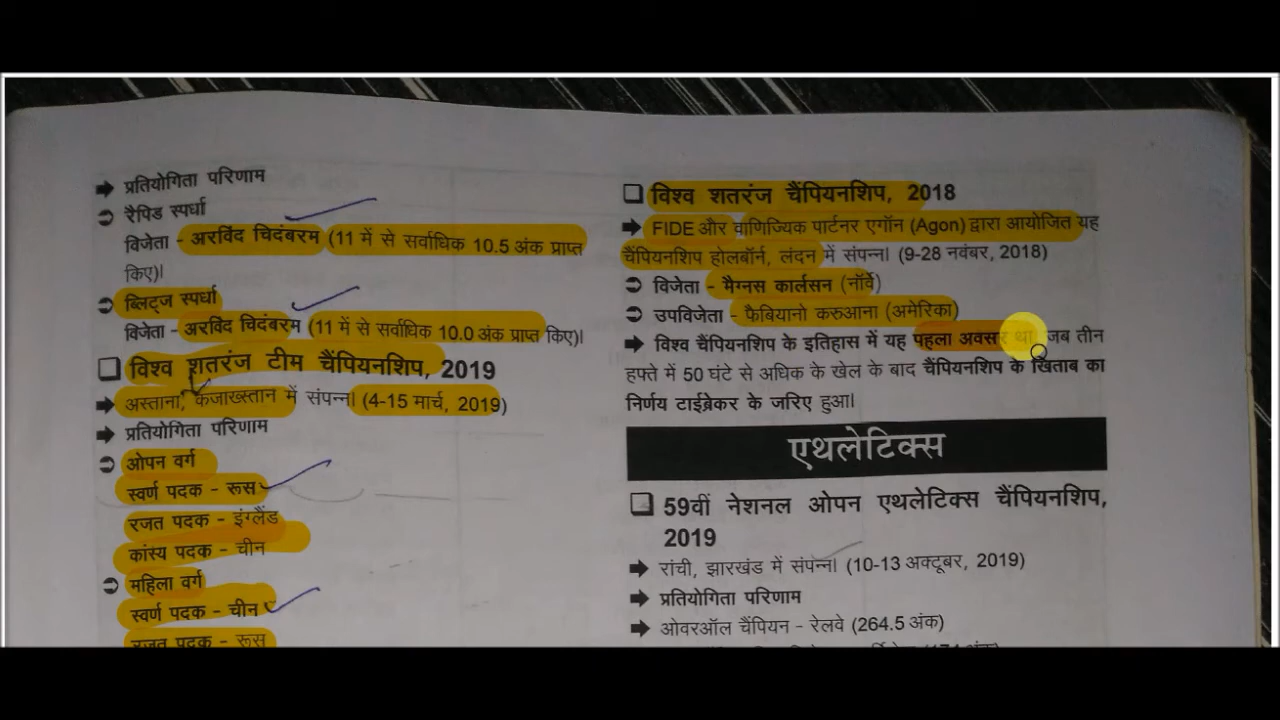 प्रतियोगिता परिणाम
रैपिड स्पर्धा
विजेता - अरविंद चिदंबरम (11 में से सर्वाधिक 10.5 अंक प्राप्त
किए)।
ब्लिट्ज स्पर्धा
विजेता - अरविंद चिदंबरम (11 में से सर्वाधिक 10.0 अंक प्राप्त किए)।
विश्व शतरंज टीम चैंपियनशिप, 2019
अस्ताना, कजाख्स्तान में संपन्न। (4-15 मार्च, 2019)
प्रतियोगिता परिणाम
ओपन वर्ग
स्वर्ण पदक - रूस
रजत पदक - इंग्लैंड
कांस्य पदक - चीन
महिला वर्ग
स्वर्ण पदक - चीन
रजत पदक - रूस
विश्व शतरंज चैंपियनशिप, 2018
FIDE और वाणिज्यिक पार्टनर एगॉन (Agon) द्वारा आयोजित यह
चैंपियनशिप होलबॉर्न, लंदन में संपन्न। (9-28 नवंबर, 2018)
विजेता - मैग्नस कार्लसन (नॉर्वे)
उपविजेता - फैबियानो करुआना (अमेरिका)
विश्व चैंपियनशिप के इतिहास में यह पहला अवसर था, जब तीन
हफ्ते में 50 घंटे से अधिक के खेल के बाद चैंपियनशिप के खिताब का
निर्णय टाईब्रेकर के जरिए हुआ।
एथलेटिक्स
59वीं नेशनल ओपन एथलेटिक्स चैंपियनशिप,
2019
रांची, झारखंड में संपन्न। (10-13 अक्टूबर, 2019)
प्रतियोगिता परिणाम
ओवरऑल चैंपियन - रेलवे (264.5 अंक)